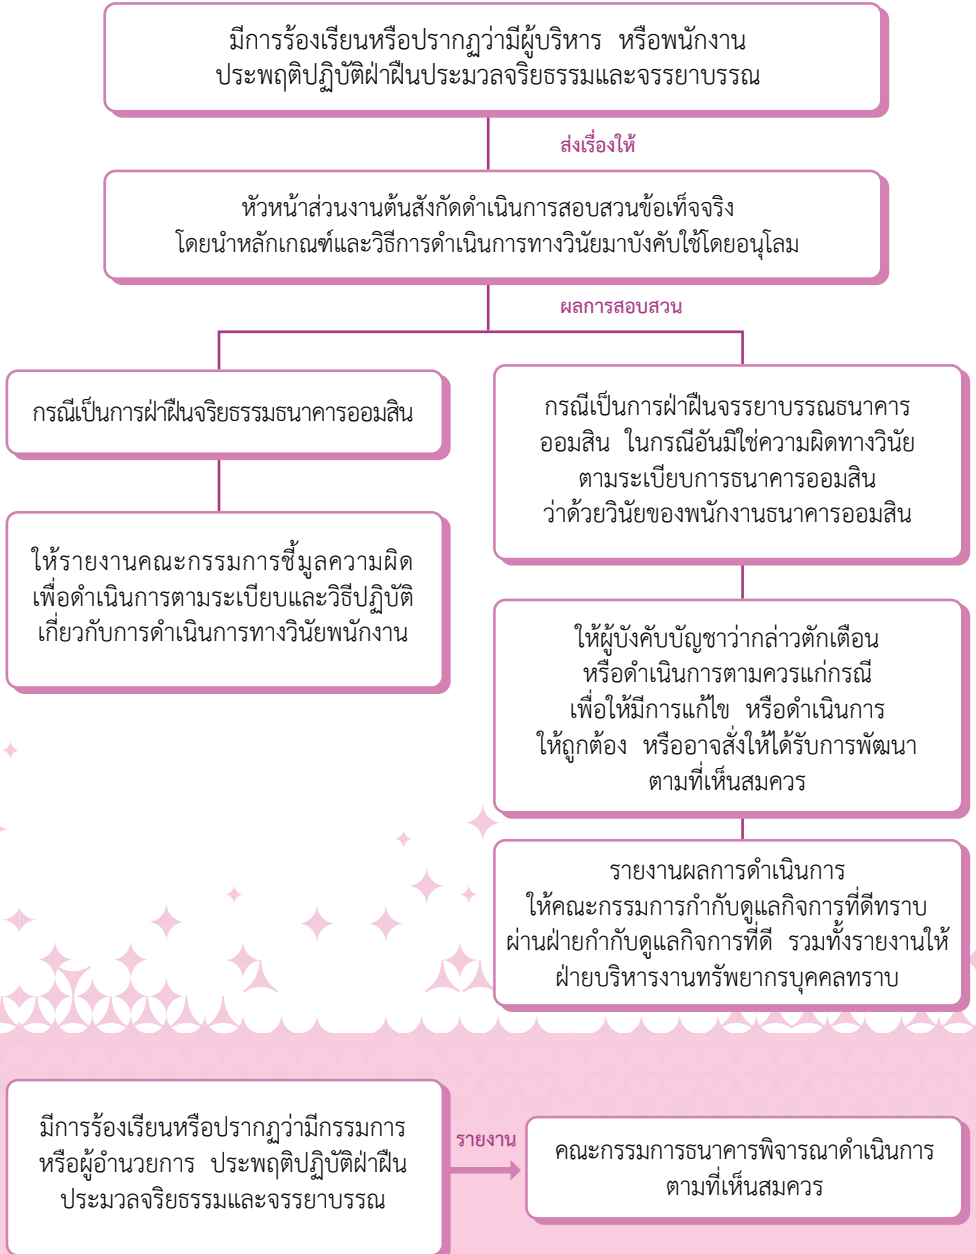 มีการร้องเรียนหรือปรากฏว่ามีผู้บริหาร หรือพนักงาน
ประพฤติปฏิบัติฝ่าฝืนประมวลจริยธรรมและจรรยาบรรณ
ส่งเรื่องให้
หัวหน้าส่วนงานต้นสังกัดดำเนินการสอบสวนข้อเท็จจริง
โดยนำหลักเกณฑ์และวิธีการดำเนินการทางวินัยมาบังคับใช้โดยอนุโลม
ผลการสอบสวน
กรณีเป็นการฝ่าฝืนจริยธรรมธนาคารออมสิน
ให้รายงานคณะกรรมการชี้มูลความผิด
เพื่อดำเนินการตามระเบียบและวิธีปฏิบัติ
เกี่ยวกับการดำเนินการทางวินัยพนักงาน
กรณีเป็นการฝ่าฝืนจรรยาบรรณธนาคาร
ออมสิน ในกรณีอันมิใช่ความผิดทางวินัย
ตามระเบียบการธนาคารออมสิน
ว่าด้วยวินัยของพนักงานธนาคารออมสิน
ให้ผู้บังคับบัญชาว่ากล่าวตักเตือน
หรือดำเนินการตามควรแก่กรณี
เพื่อให้มีการแก้ไข หรือดำเนินการ
ให้ถูกต้อง หรืออาจสั่งให้ได้รับการพัฒนา
ตามที่เห็นสมควร
รายงานผลการดำเนินการ
ให้คณะกรรมการกำกับดูแลกิจการที่ดีทราบ
ผ่านฝ่ายกำกับดูแลกิจการที่ดี รวมทั้งรายงานให้
ฝ่ายบริหารงานทรัพยากรบุคคลทราบ
มีการร้องเรียนหรือปรากฏว่ามีกรรมการ
หรือผู้อำนวยการ ประพฤติปฏิบัติฝ่าฝืน
ประมวลจริยธรรมและจรรยาบรรณ
รายงาน
คณะกรรมการธนาคารพิจารณาดำเนินการ
ตามที่เห็นสมควร